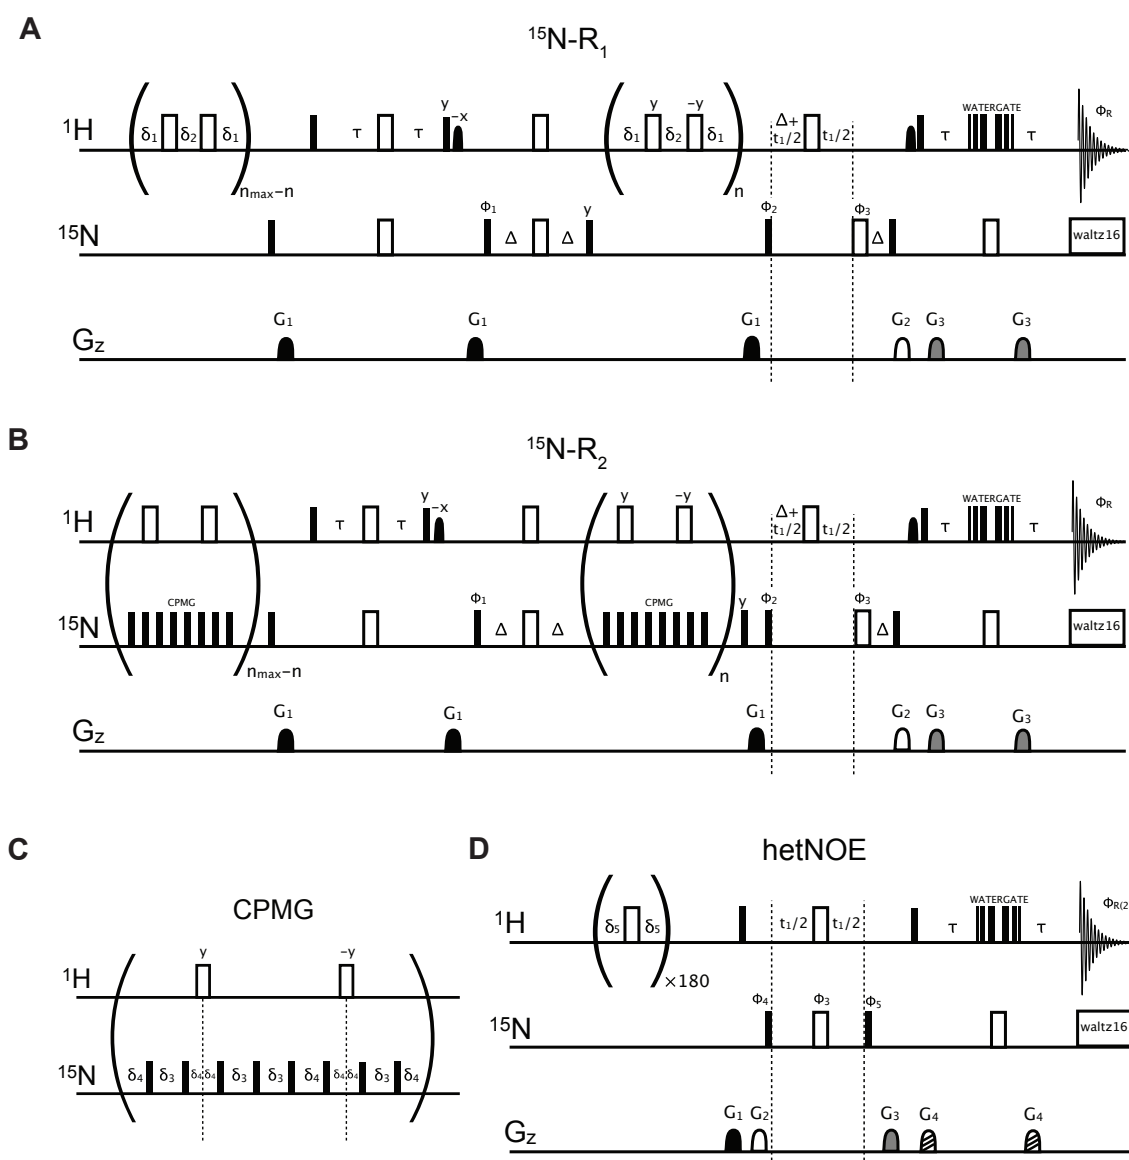 A
¹⁵N-R₁
¹H
δ₁ δ₂ δ₁
nmax-n
τ τ
y
-x
y -y
δ₁ δ₂ δ₁
n
Δ+
t₁/2 t₁/2
WATERGATE
τ τ
ΦR
¹⁵N
Φ₁
Δ Δ
y
Φ₂
Φ₃
Δ
waltz16
Gz
G₁ G₁ G₁ G₂ G₃ G₃
B
¹⁵N-R₂
¹H
τ τ
y
-x
y -y
Δ+
t₁/2 t₁/2
WATERGATE
τ τ
ΦR
¹⁵N
CPMG
nmax-n
Φ₁
Δ Δ
CPMG
n
y Φ₂
Φ₃
Δ
waltz16
Gz
G₁ G₁ G₁ G₂ G₃ G₃
C
CPMG
¹H
y -y
¹⁵N
δ₄ δ₃ δ₄ δ₄ δ₃ δ₃ δ₄ δ₄ δ₄ δ₃ δ₄
D
hetNOE
¹H
δ₅ δ₅
×180
t₁/2 t₁/2
WATERGATE
τ τ
ΦR(2
¹⁵N
Φ₄ Φ₃ Φ₅
waltz16
Gz
G₁ G₂ G₃ G₄ G₄